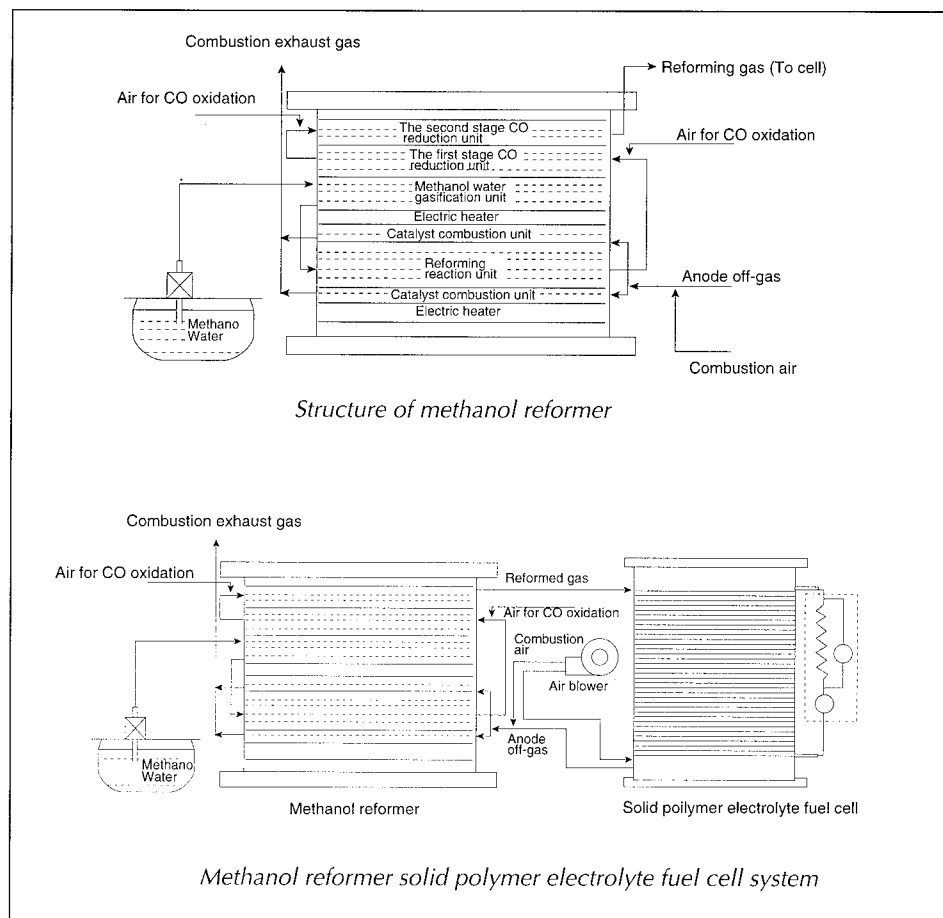 Combustion exhaust gas
Reforming gas (To cell)
Air for CO oxidation
Air for CO oxidation
The second stage CO
reduction unit
The first stage CO
reduction unit
Methanol water
gasification unit
Electric heater
Catalyst combustion unit
Reforming
reaction unit
Anode off-gas
Catalyst combustion unit
Electric heater
Methano
Water
Combustion air
Structure of methanol reformer
Combustion exhaust gas
Air for CO oxidation
Reformed gas
Air for CO oxidation
Combustion
air
Air blower
Anode
off-gas
Methano
Water
Methanol reformer
Solid poilymer electrolyte fuel cell
Methanol reformer solid polymer electrolyte fuel cell system